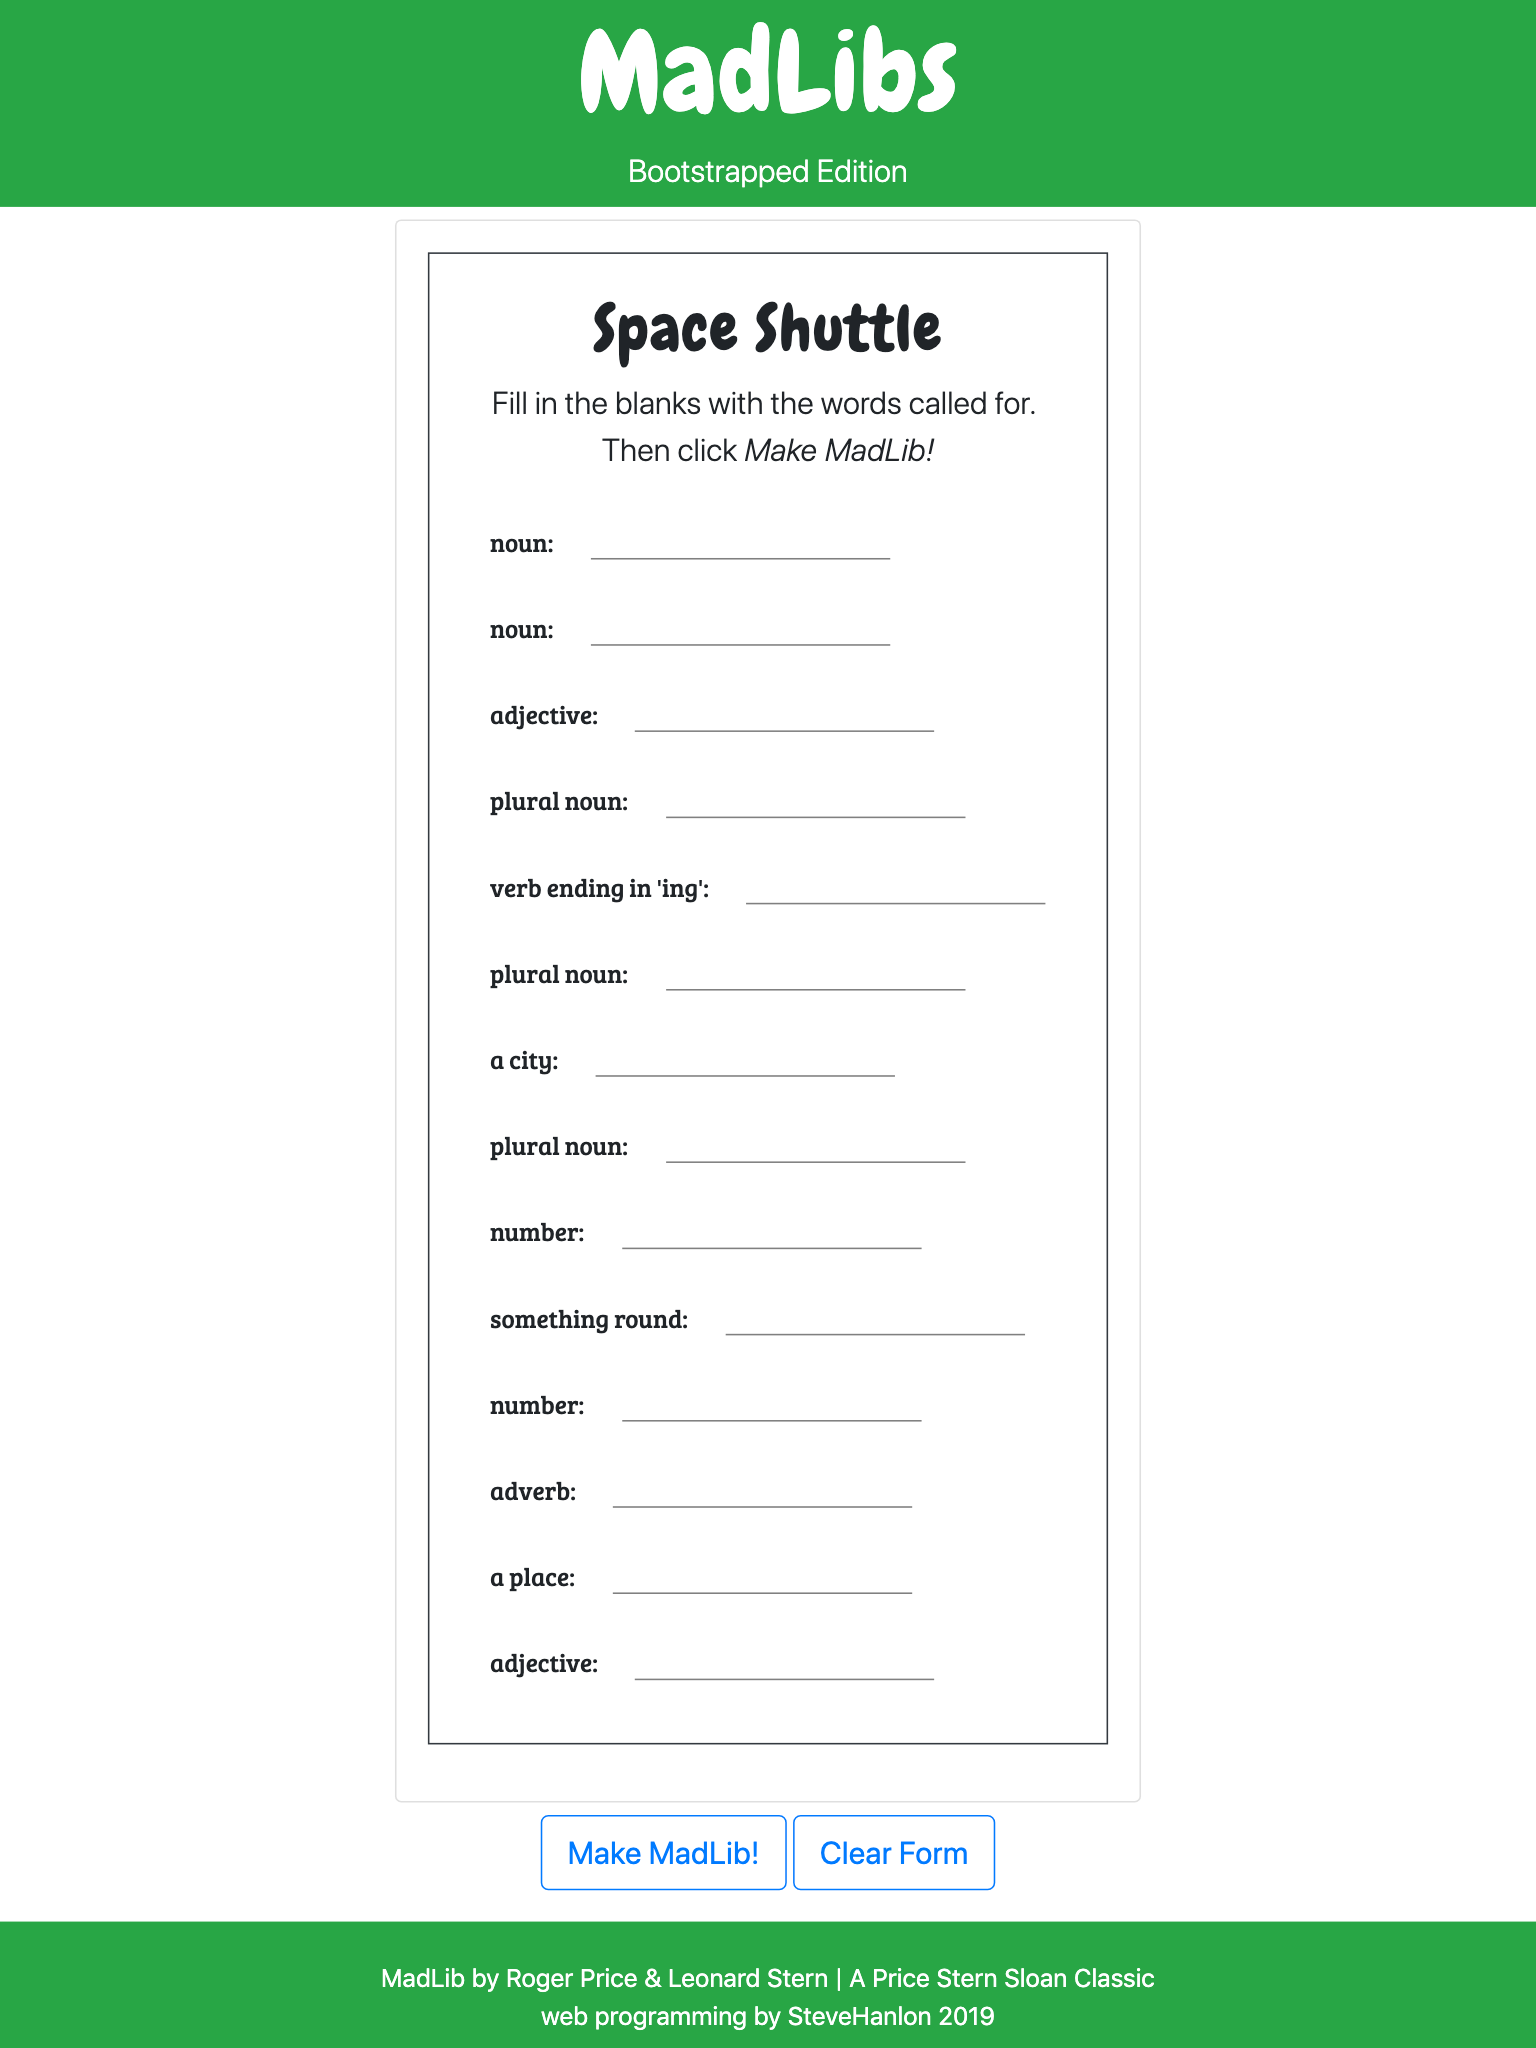 MadLibs
Bootstrapped Edition
Space Shuttle
Fill in the blanks with the words called for.
Then click Make MadLib!
noun:
noun:
adjective:
plural noun:
verb ending in 'ing':
plural noun:
a city:
plural noun:
number:
something round:
number:
adverb:
a place:
adjective:
Make MadLib! Clear Form
MadLib by Roger Price & Leonard Stern | A Price Stern Sloan Classic
web programming by SteveHanlon 2019